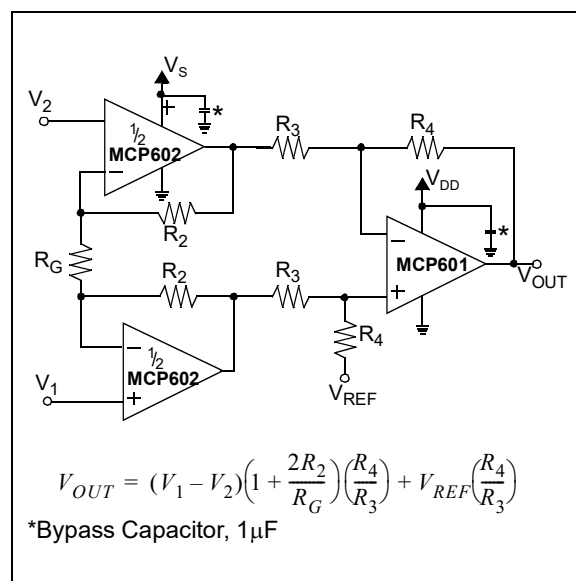 V_S
V_2
+
*
½
MCP602
−
R_3
R_4
R_2
V_DD
*
−
MCP601
+
V_OUT
R_G
R_2
R_3
R_4
V_REF
−
½
MCP602
V_1
+
V_OUT = (V_1 − V_2)(1 + 2R_2/R_G)(R_4/R_3) + V_REF(R_4/R_3)
*Bypass Capacitor, 1μF